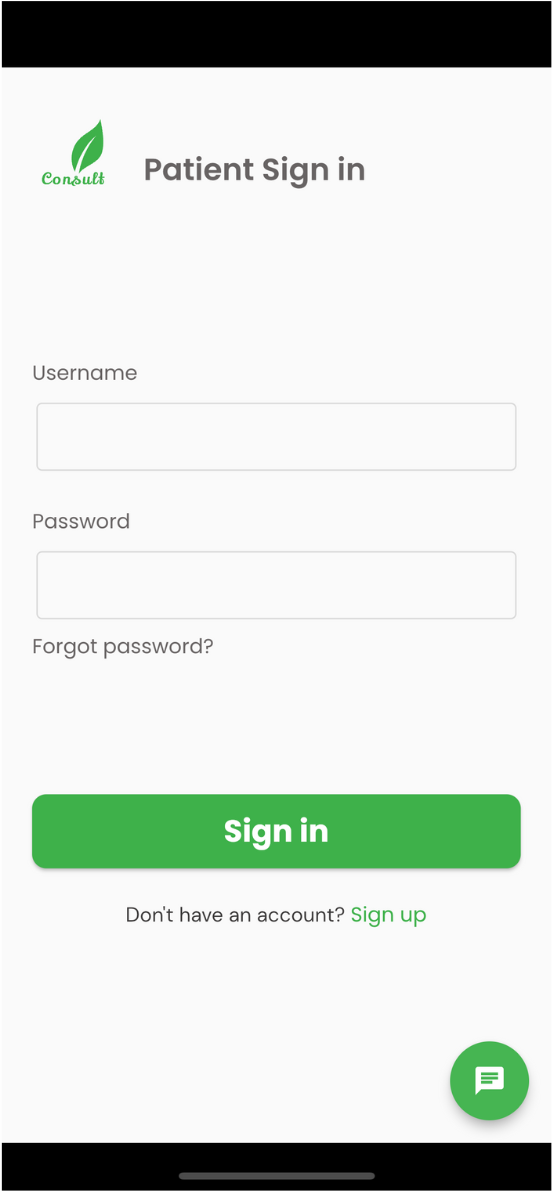 Consult
Patient Sign in
Username
Password
Forgot password?
Sign in
Don't have an account? Sign up